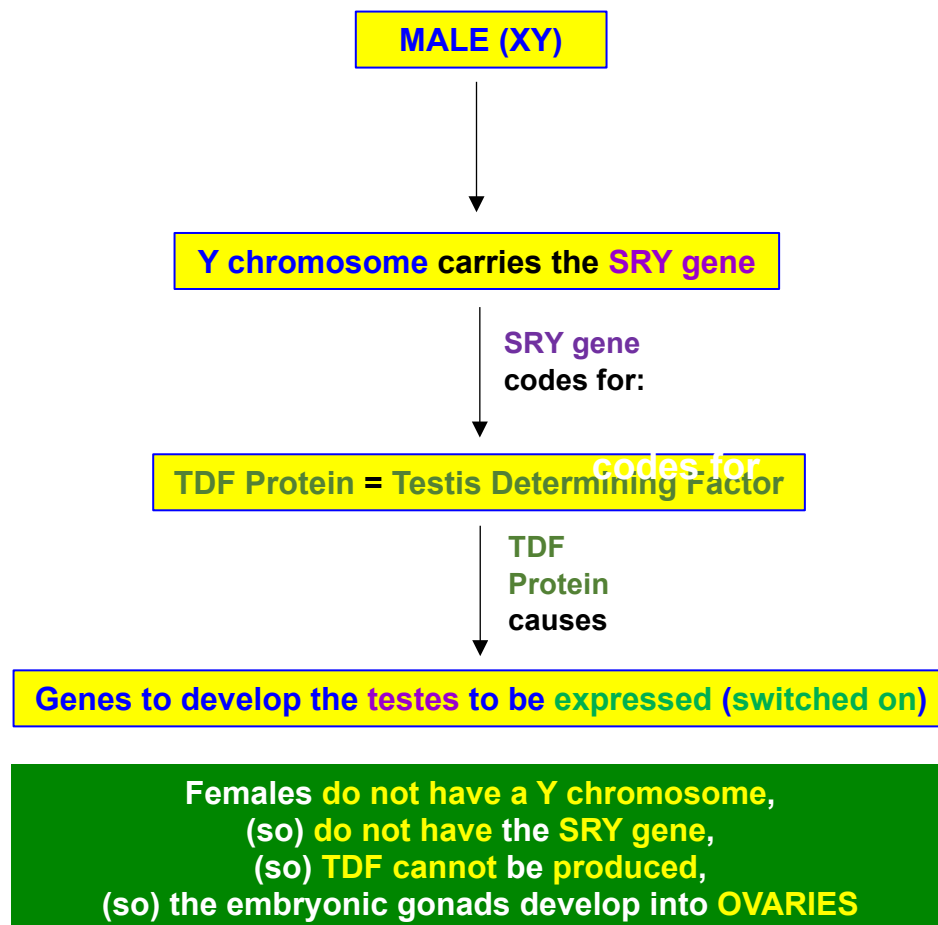 MALE (XY)
Y chromosome carries the SRY gene
SRY gene
codes for:
codes for
TDF Protein = Testis Determining Factor
TDF
Protein
causes
Genes to develop the testes to be expressed (switched on)
Females do not have a Y chromosome,
(so) do not have the SRY gene,
(so) TDF cannot be produced,
(so) the embryonic gonads develop into OVARIES